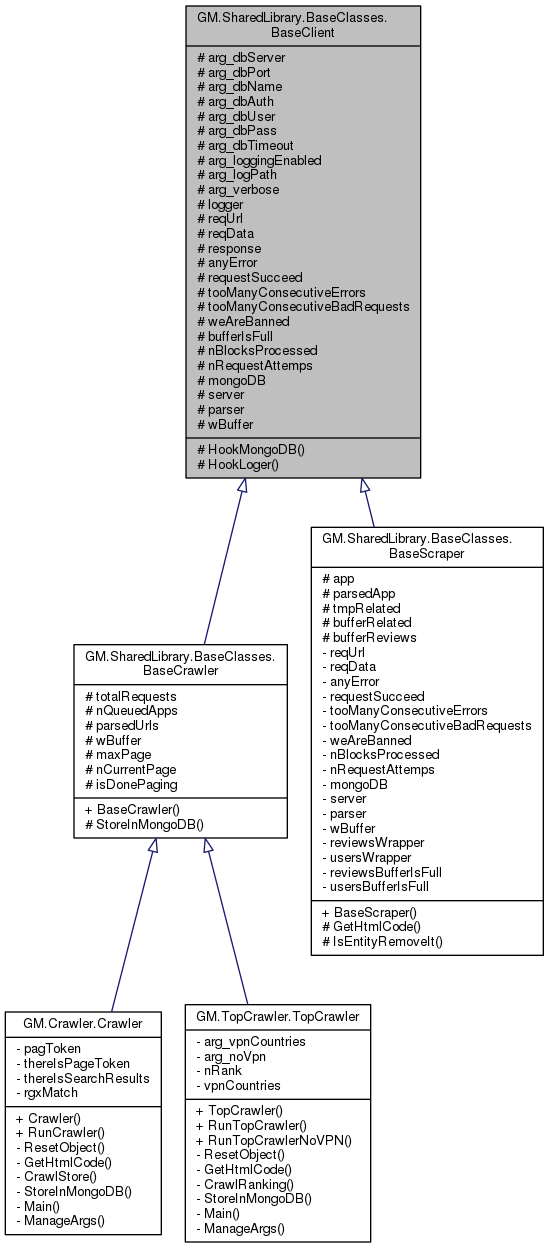 GM.SharedLibrary.BaseClasses.
BaseClient
# arg_dbServer
# arg_dbPort
# arg_dbName
# arg_dbAuth
# arg_dbUser
# arg_dbPass
# arg_dbTimeout
# arg_loggingEnabled
# arg_logPath
# arg_verbose
# logger
# reqUrl
# reqData
# response
# anyError
# requestSucceed
# tooManyConsecutiveErrors
# tooManyConsecutiveBadRequests
# weAreBanned
# bufferIsFull
# nBlocksProcessed
# nRequestAttemps
# mongoDB
# server
# parser
# wBuffer
# HookMongoDB()
# HookLoger()
GM.SharedLibrary.BaseClasses.
BaseScraper
# app
# parsedApp
# tmpRelated
# bufferRelated
# bufferReviews
- reqUrl
- reqData
- anyError
- requestSucceed
- tooManyConsecutiveErrors
- tooManyConsecutiveBadRequests
- weAreBanned
- nBlocksProcessed
- nRequestAttemps
- mongoDB
- server
- parser
- wBuffer
- reviewsWrapper
- usersWrapper
- reviewsBufferIsFull
- usersBufferIsFull
+ BaseScraper()
# GetHtmlCode()
# IsEntityRemoveIt()
GM.SharedLibrary.BaseClasses.
BaseCrawler
# totalRequests
# nQueuedApps
# parsedUrls
# wBuffer
# maxPage
# nCurrentPage
# isDonePaging
+ BaseCrawler()
# StoreInMongoDB()
GM.Crawler.Crawler
- pagToken
- thereIsPageToken
- thereIsSearchResults
- rgxMatch
+ Crawler()
+ RunCrawler()
- ResetObject()
- GetHtmlCode()
- CrawlStore()
- StoreInMongoDB()
- Main()
- ManageArgs()
GM.TopCrawler.TopCrawler
- arg_vpnCountries
- arg_noVpn
- nRank
- vpnCountries
+ TopCrawler()
+ RunTopCrawler()
+ RunTopCrawlerNoVPN()
- ResetObject()
- GetHtmlCode()
- CrawlRanking()
- StoreInMongoDB()
- Main()
- ManageArgs()